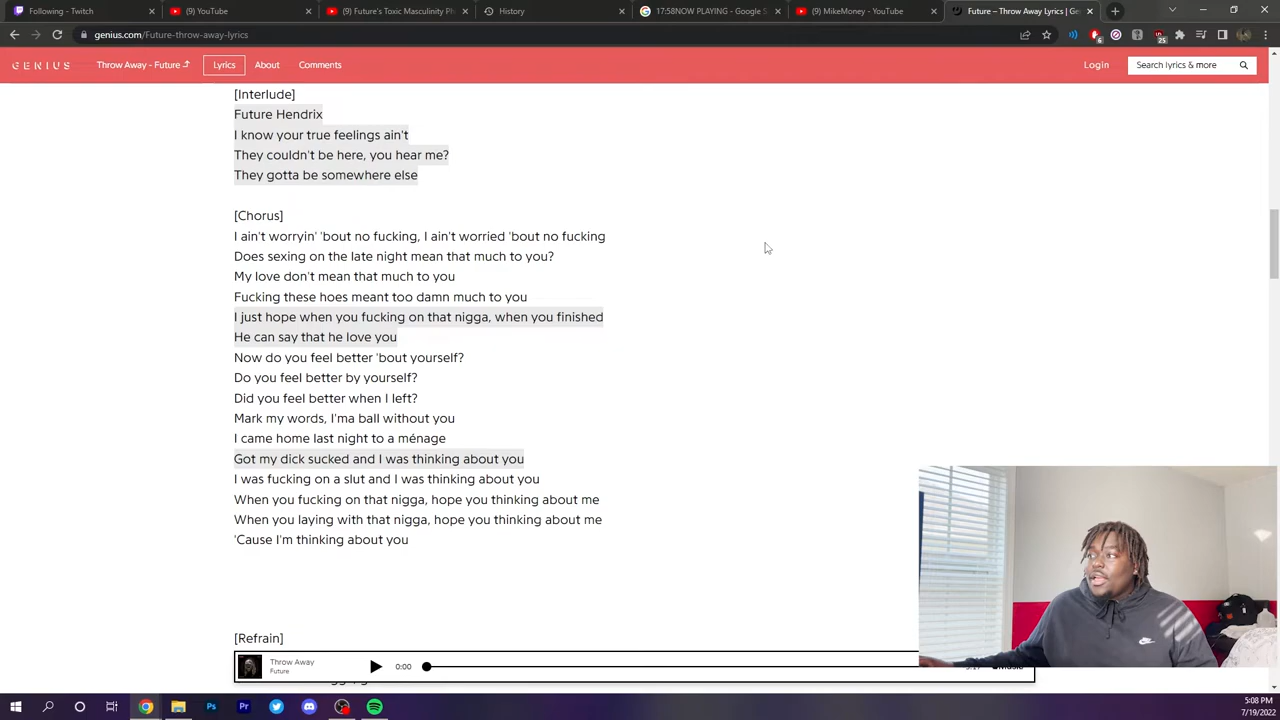 Following - Twitch
(9) YouTube
(9) Future's Toxic Masculinity PN
History
17:58NOW PLAYING - Google S
(9) MikeMoney - YouTube
Future – Throw Away Lyrics | Ge
genius.com/Future-throw-away-lyrics
GENIUS
Throw Away - Future
Lyrics
About
Comments
Login
Search lyrics & more
[Interlude]
Future Hendrix
I know your true feelings ain't
They couldn't be here, you hear me?
They gotta be somewhere else
[Chorus]
I ain't worryin' 'bout no fucking, I ain't worried 'bout no fucking
Does sexing on the late night mean that much to you?
My love don't mean that much to you
Fucking these hoes meant too damn much to you
I just hope when you fucking on that nigga, when you finished
He can say that he love you
Now do you feel better 'bout yourself?
Do you feel better by yourself?
Did you feel better when I left?
Mark my words, I'ma ball without you
I came home last night to a ménage
Got my dick sucked and I was thinking about you
I was fucking on a slut and I was thinking about you
When you fucking on that nigga, hope you thinking about me
When you laying with that nigga, hope you thinking about me
'Cause I'm thinking about you
[Refrain]
Throw Away
Future
0:00
5:08 PM
7/19/2022